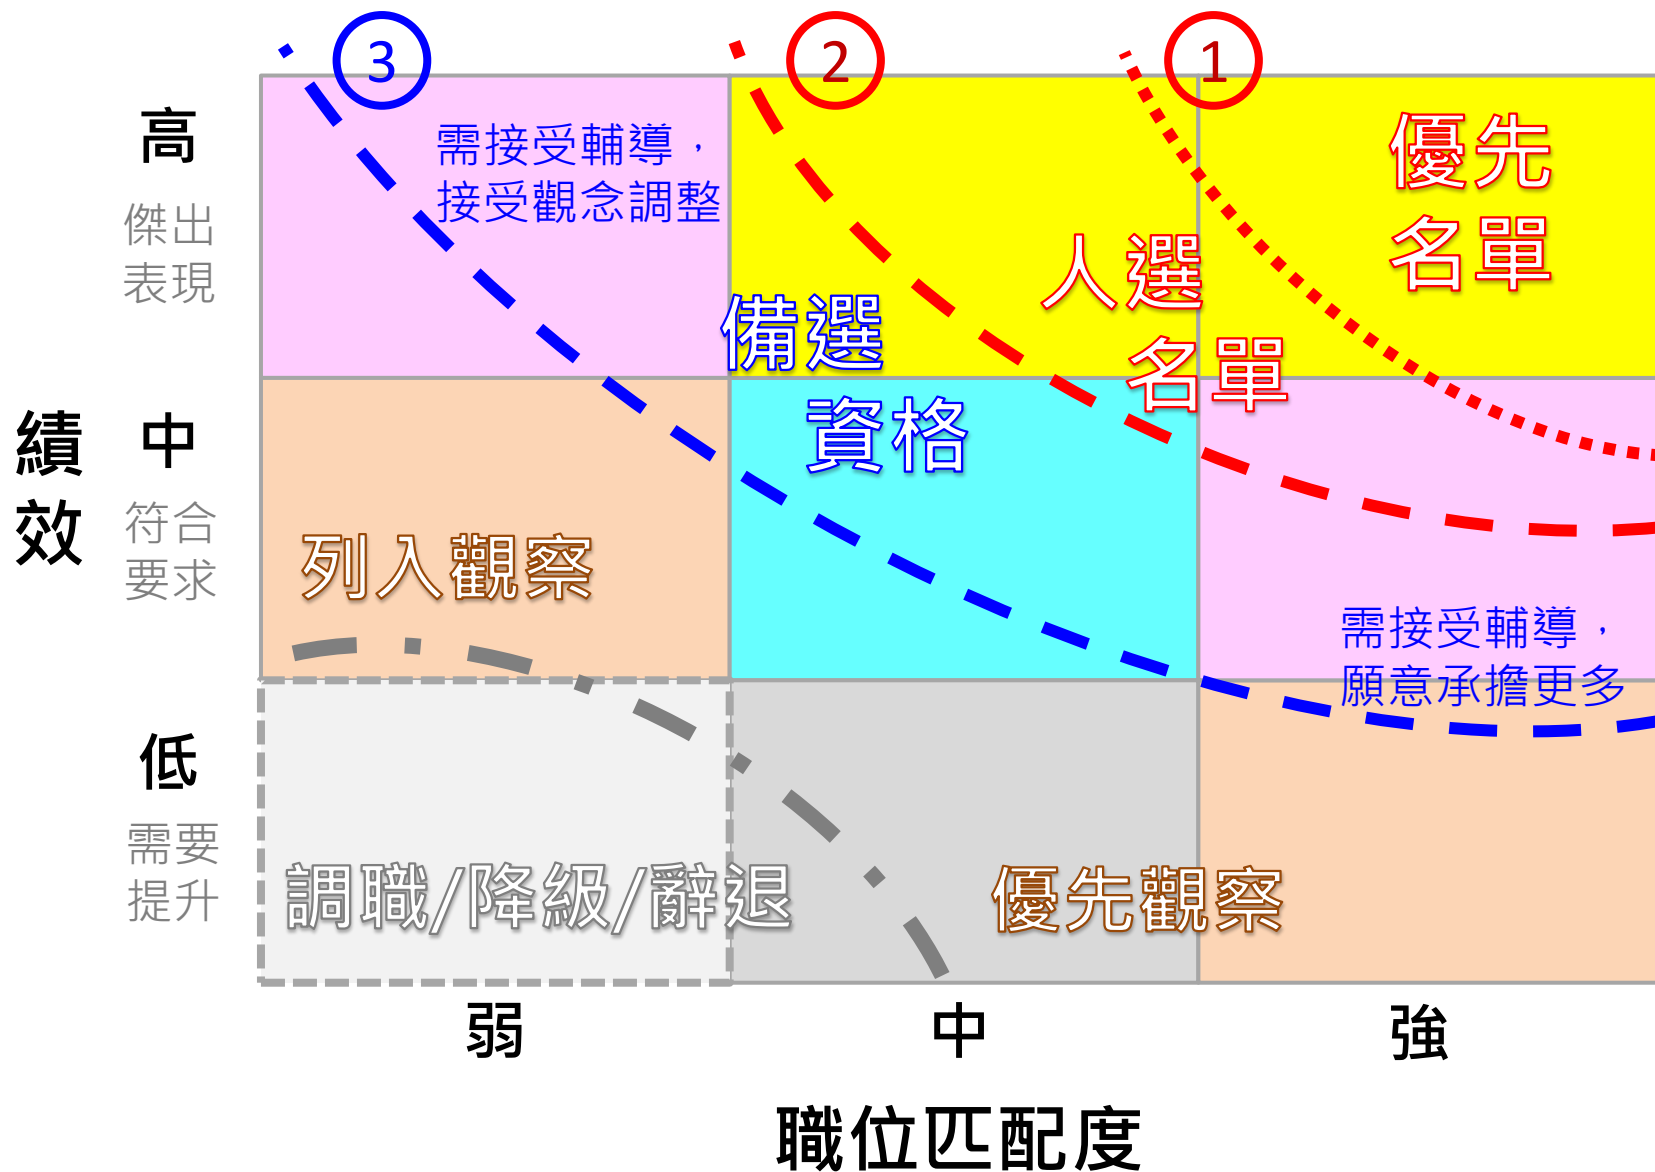 3
2
1
高
傑出
表現
需接受輔導，
接受觀念調整
優先
名單
人選
名單
備選
資格
績
效
中
符合
要求
列入觀察
需接受輔導，
願意承擔更多
低
需要
提升
調職/降級/辭退
優先觀察
弱
中
強
職位匹配度